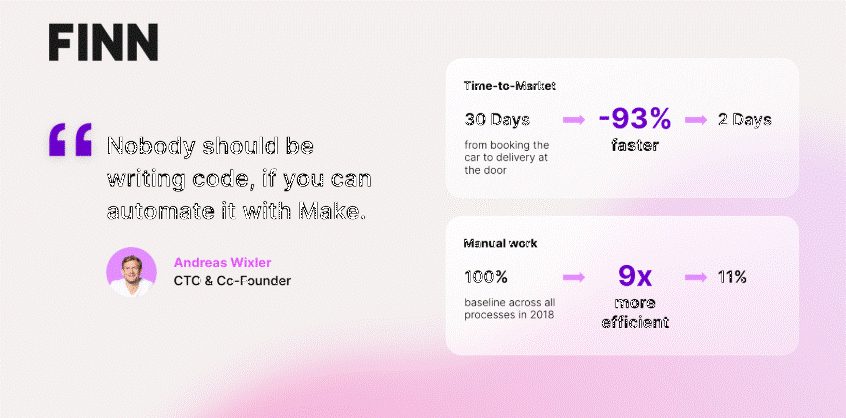 FINN
Nobody should be
writing code, if you can
automate it with Make.
Andreas Wixler
CTO & Co-Founder
Time-to-Market
30 Days
from booking the
car to delivery at
the door
-93%
faster
2 Days
Manual work
100%
baseline across all
processes in 2018
9x
more
efficient
11%